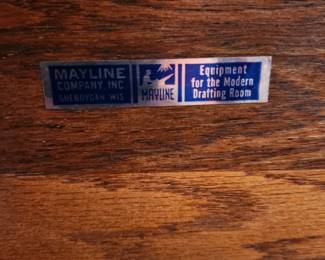 MAYLINE
COMPANY INC
SHEBOYGAN WIS
MAYLINE
Equipment
for the Modern
Drafting Room